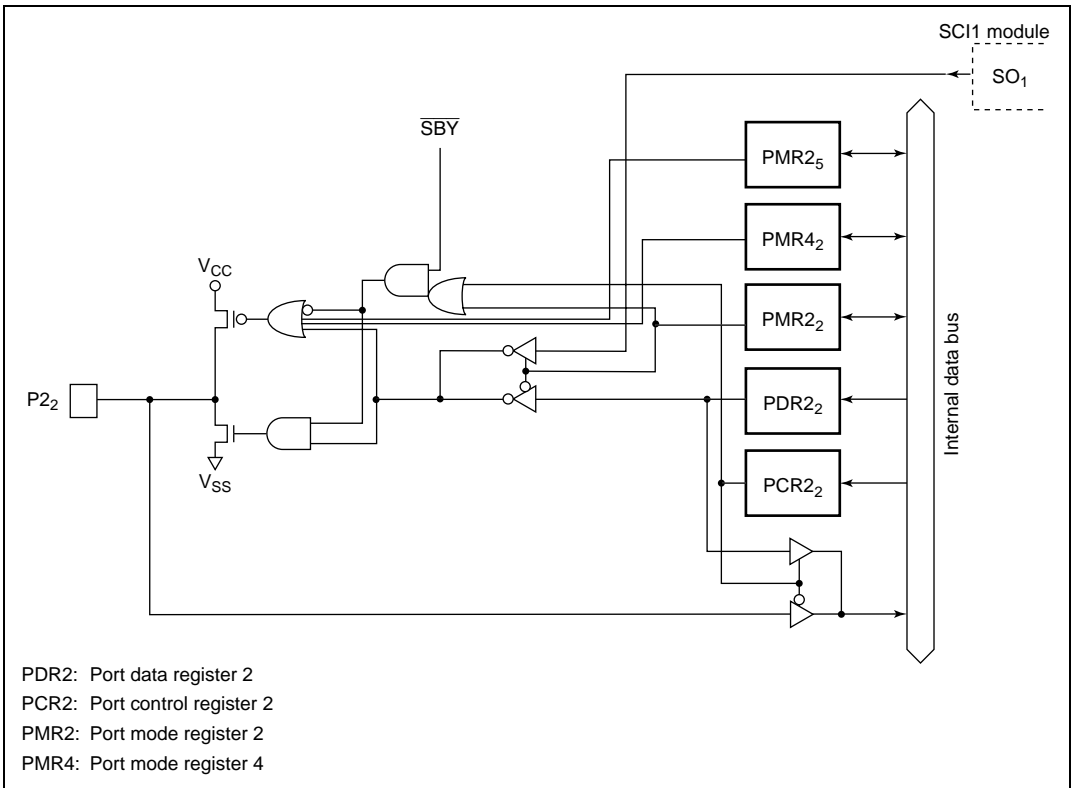 SCI1 module
SO1
SBY
PMR25
PMR42
VCC
PMR22
P22
PDR22
Internal data bus
VSS
PCR22
PDR2: Port data register 2
PCR2: Port control register 2
PMR2: Port mode register 2
PMR4: Port mode register 4